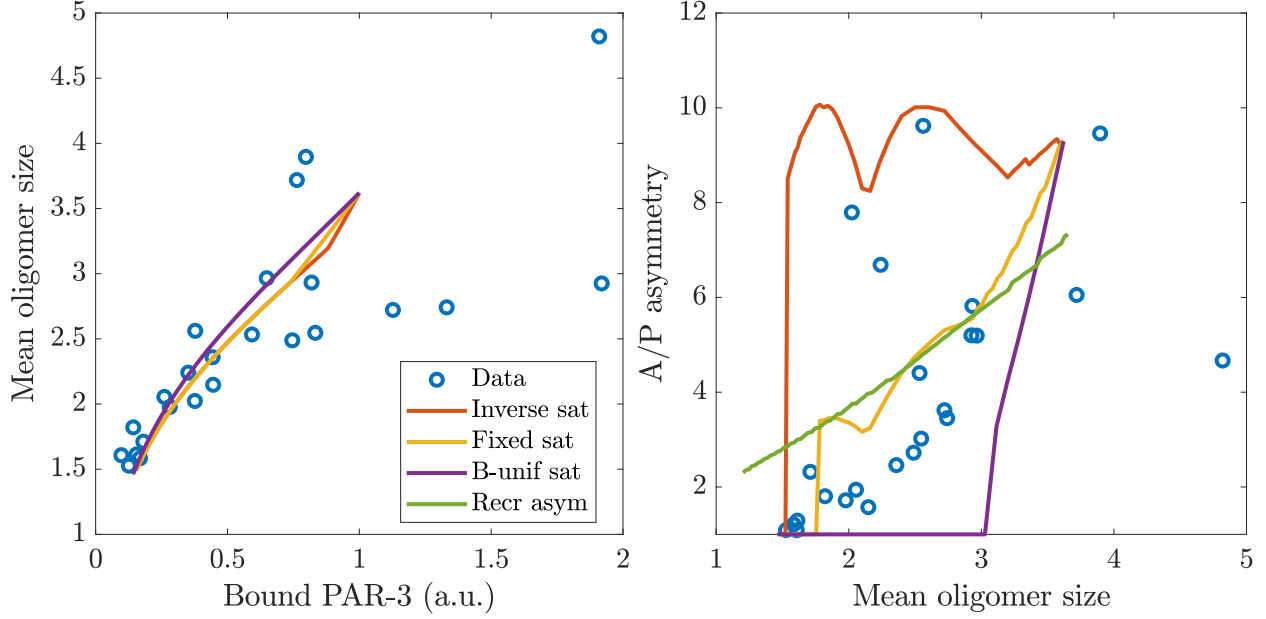 Mean oligomer size
5
4.5
4
3.5
3
2.5
2
1.5
1
0 0.5 1 1.5 2
Bound PAR-3 (a.u.)
Data
Inverse sat
Fixed sat
B-unif sat
Recr asym
A/P asymmetry
12
10
8
6
4
2
1 2 3 4 5
Mean oligomer size